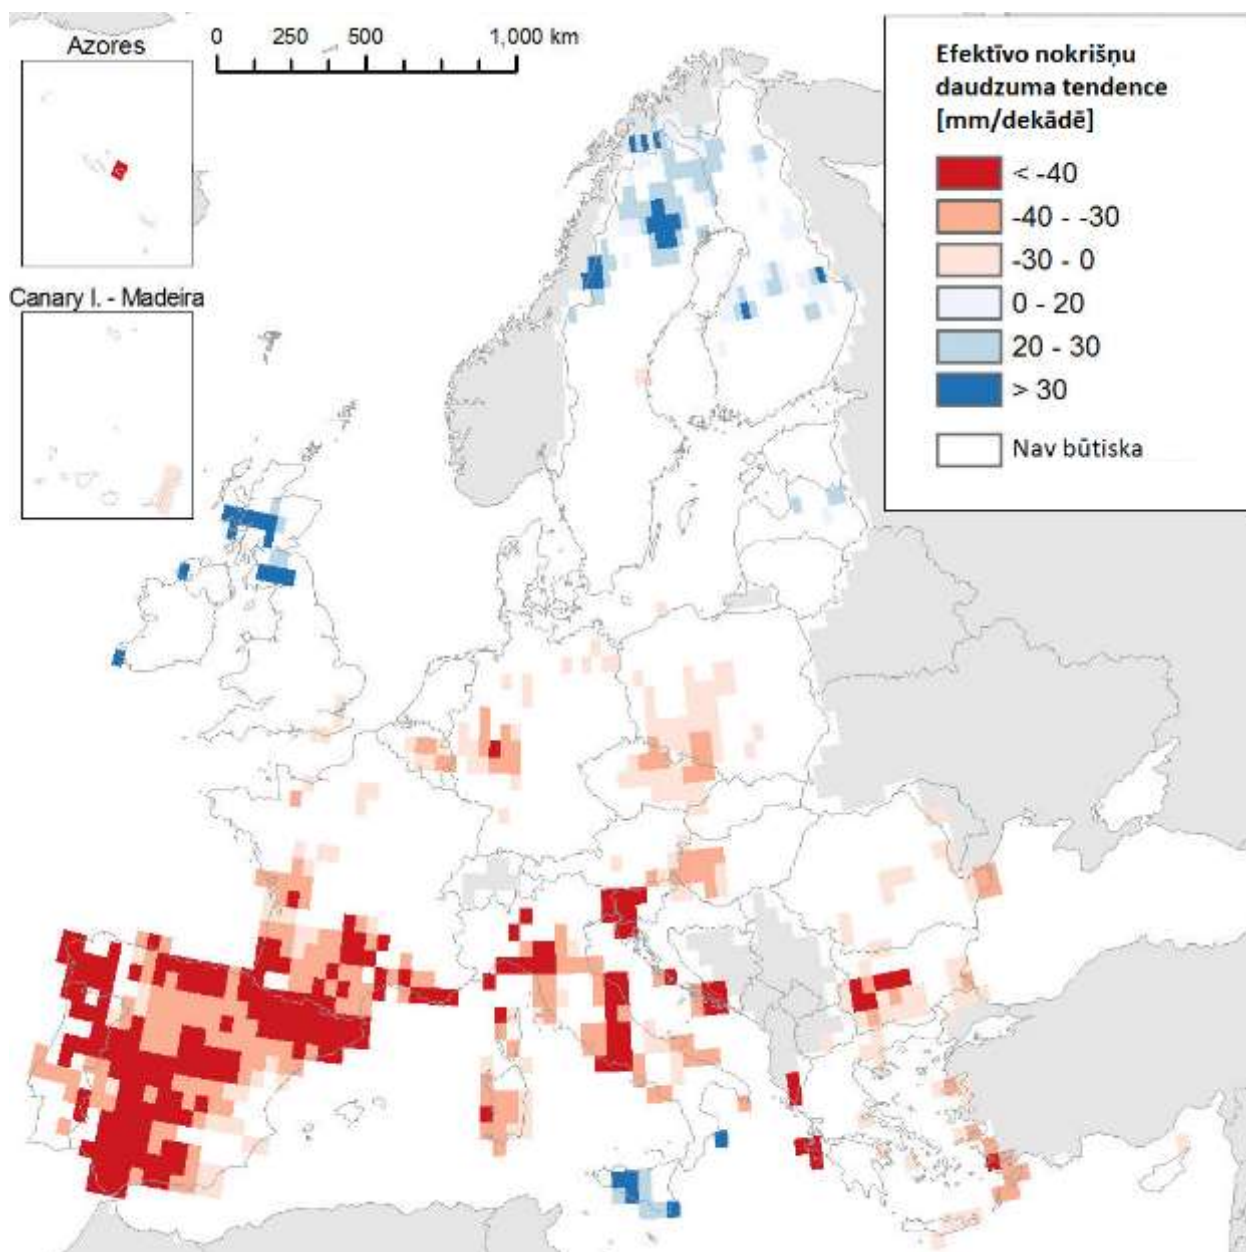 Azores
0 250 500 1,000 km
Canary I. - Madeira
Efektīvo nokrišņu
daudzuma tendence
[mm/dekādē]
< -40
-40 - -30
-30 - 0
0 - 20
20 - 30
> 30
Nav būtiska